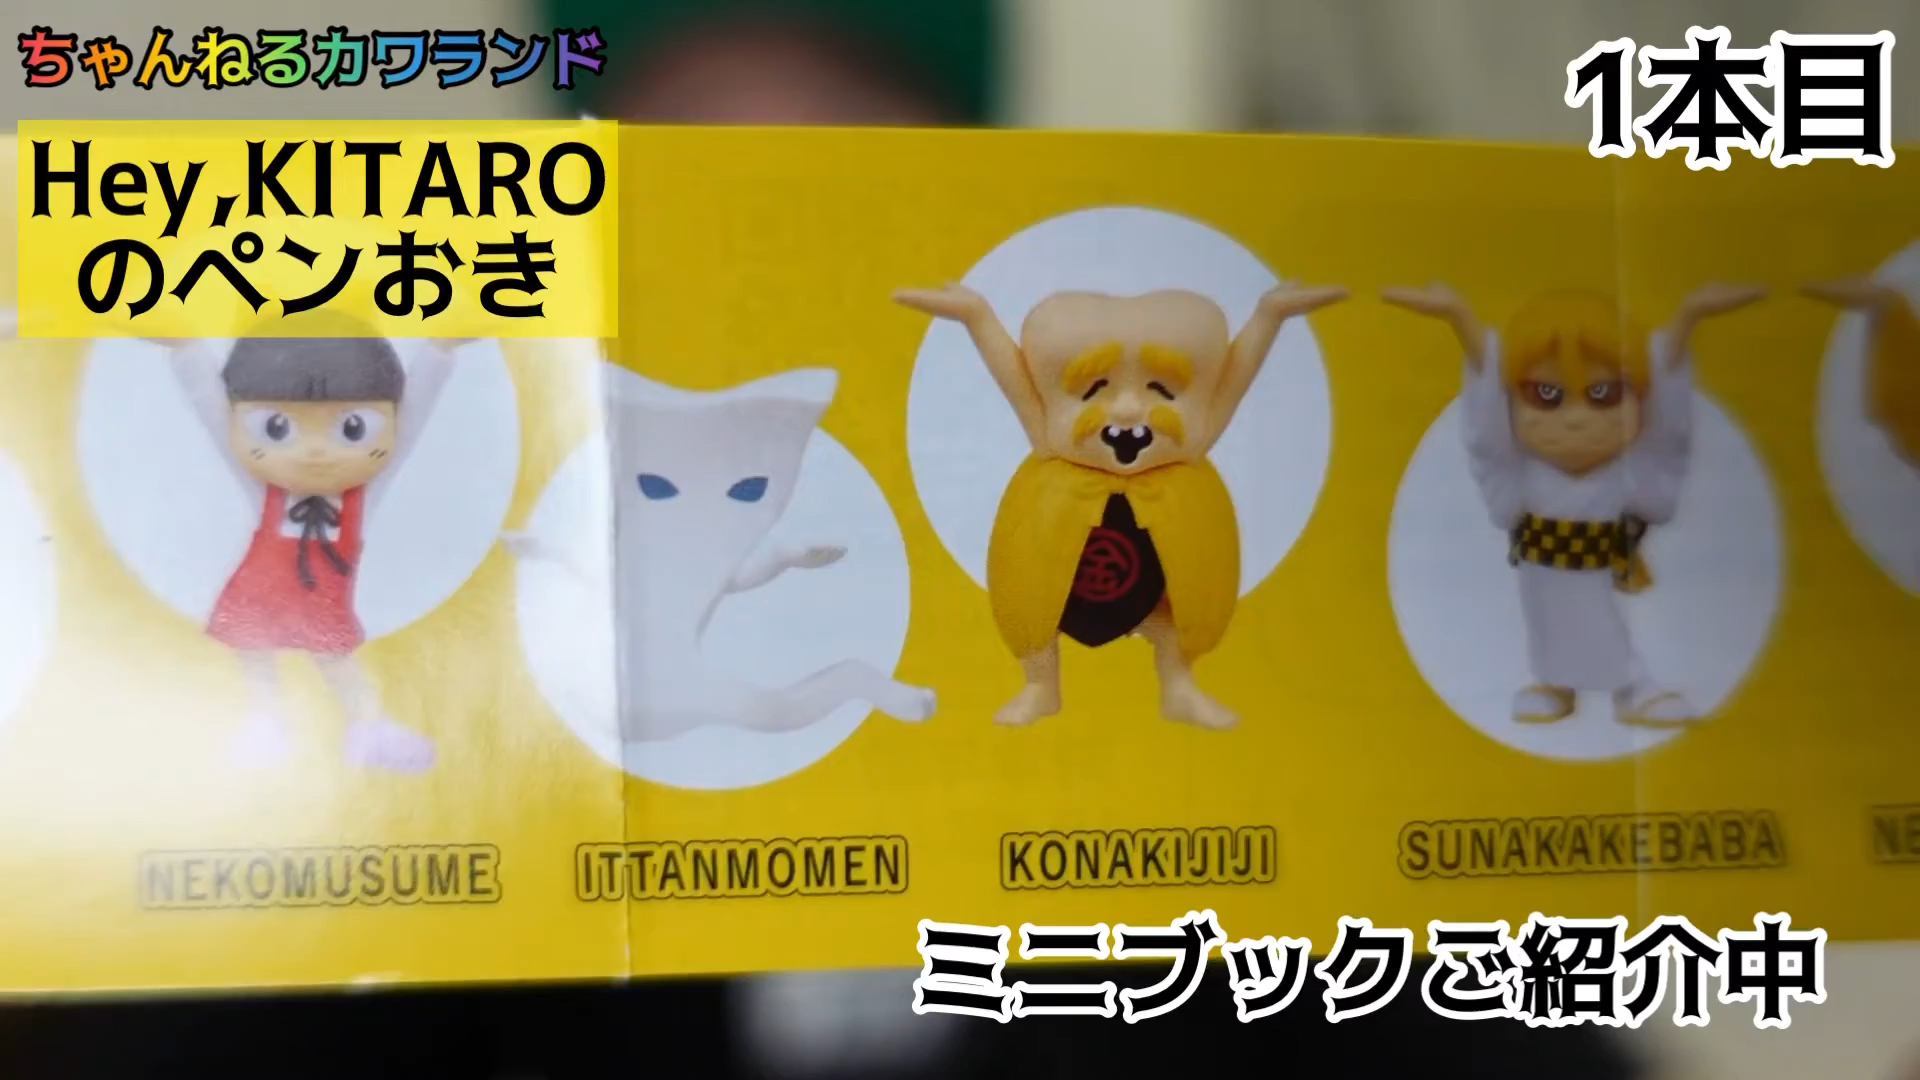 ちゃんねるカワランド
1本目
Hey,KITARO
のペンおき
NEKOMUSUME
ITTANMOMEN
KONAKIJIJI
SUNAKAKEBABA
NE
ミニブックご紹介中